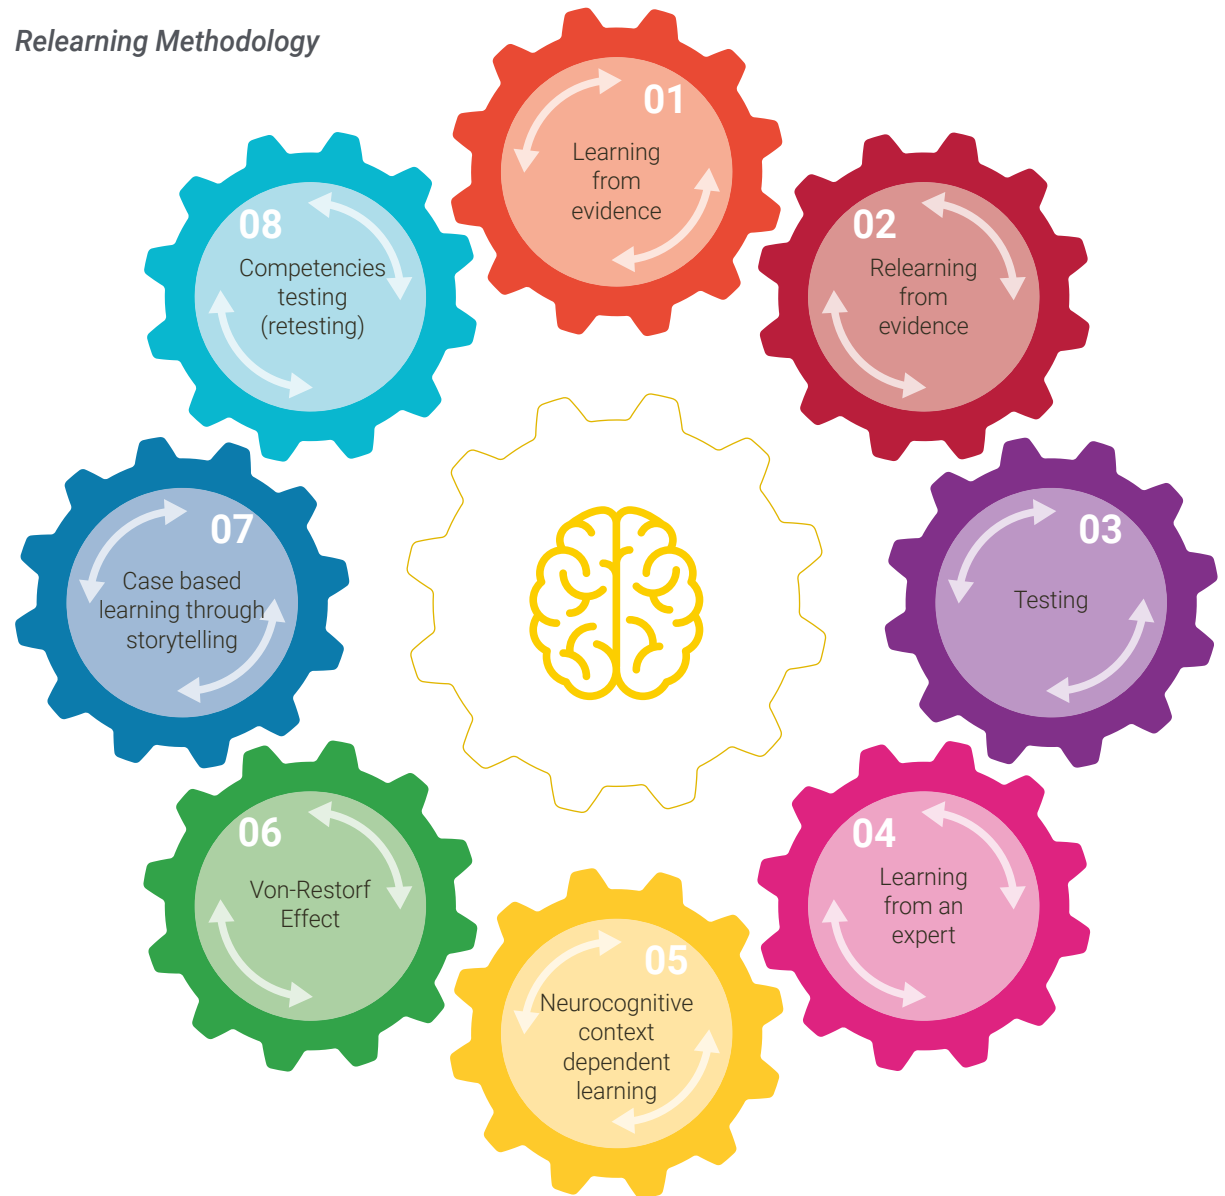 Relearning Methodology
01
Learning
from
evidence
02
Relearning
from
evidence
03
Testing
04
Learning
from an
expert
05
Neurocognitive
context
dependent
learning
06
Von-Restorf
Effect
07
Case based
learning through
storytelling
08
Competencies
testing
(retesting)